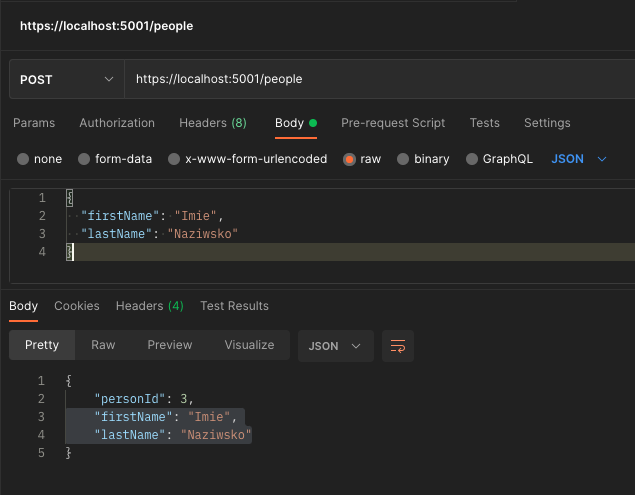 https://localhost:5001/people
POST https://localhost:5001/people
Params Authorization Headers (8) Body Pre-request Script Tests Settings
none form-data x-www-form-urlencoded raw binary GraphQL JSON
1 {
2 "firstName": "Imie",
3 "lastName": "Naziwsko"
4 }
Body Cookies Headers (4) Test Results
Pretty Raw Preview Visualize JSON
1 {
2 "personId": 3,
3 "firstName": "Imie",
4 "lastName": "Naziwsko"
5 }